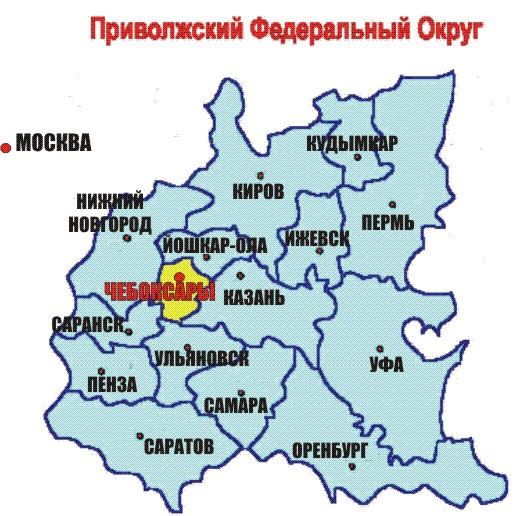 Приволжский Федеральный Округ
МОСКВА
КУДЫМКАР
КИРОВ
НИЖНИЙ
НОВГОРОД
ПЕРМЬ
ЙОШКАР-ОЛА
ИЖЕВСК
ЧЕБОКСАРЫ
КАЗАНЬ
САРАНСК
УЛЬЯНОВСК
УФА
ПЕНЗА
САМАРА
САРАТОВ
ОРЕНБУРГ